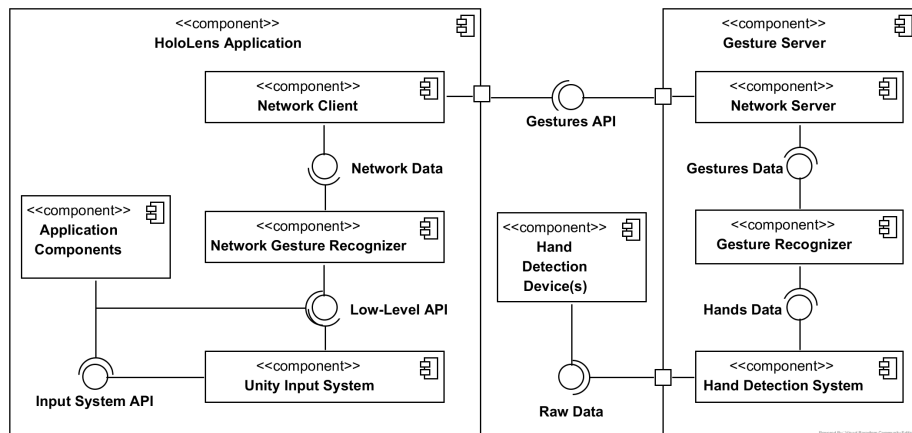 <<component>>
HoloLens Application
<<component>>
Network Client
Network Data
<<component>>
Application
Components
<<component>>
Network Gesture Recognizer
Low-Level API
<<component>>
Unity Input System
Input System API
Gestures API
<<component>>
Hand
Detection
Device(s)
Raw Data
<<component>>
Gesture Server
<<component>>
Network Server
Gestures Data
<<component>>
Gesture Recognizer
Hands Data
<<component>>
Hand Detection System